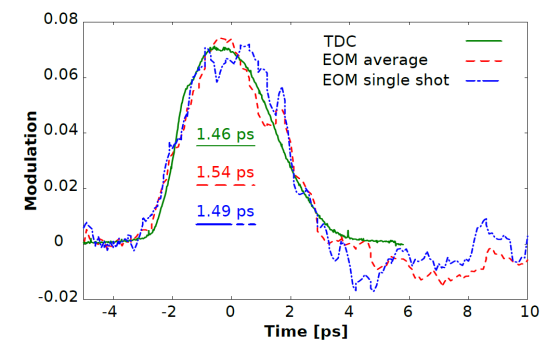 0.08
0.06
0.04
0.02
0
-0.02
Modulation
TDC
EOM average
EOM single shot
1.46 ps
1.54 ps
1.49 ps
-4 -2 0 2 4 6 8 10
Time [ps]